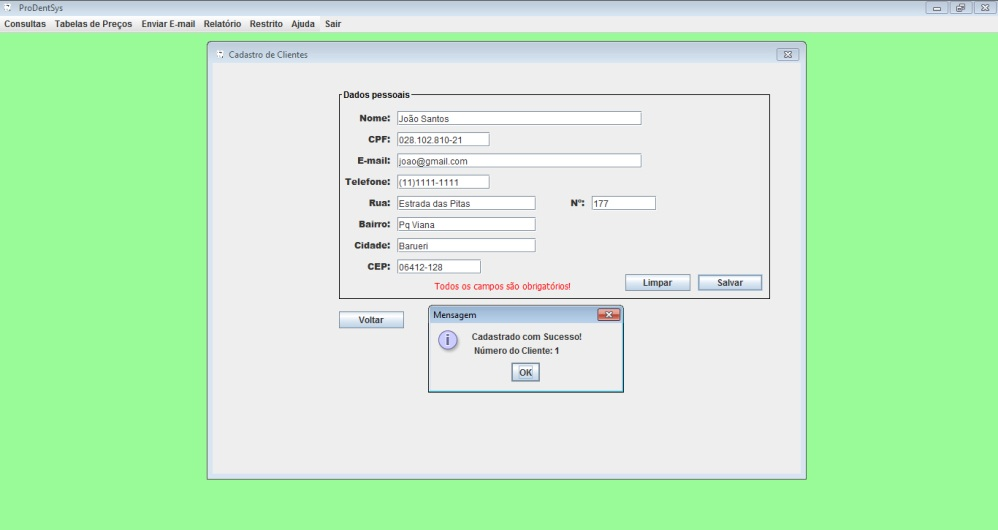 ProDentSys
Consultas Tabelas de Preços Enviar E-mail Relatório Restrito Ajuda Sair
Cadastro de Clientes
Dados pessoais
Nome: João Santos
CPF: 028.102.810-21
E-mail: joao@gmail.com
Telefone: (11)1111-1111
Rua: Estrada das Pitas Nº: 177
Bairro: Pq Viana
Cidade: Barueri
CEP: 06412-128
Todos os campos são obrigatórios!
Limpar Salvar
Voltar
Mensagem
Cadastrado com Sucesso!
Número do Cliente: 1
OK